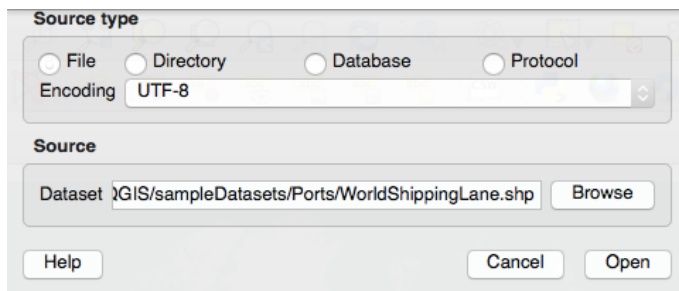 Source type
File Directory Database Protocol
Encoding UTF-8
Source
Dataset QGIS/sampleDatasets/Ports/WorldShippingLane.shp Browse
Help Cancel Open